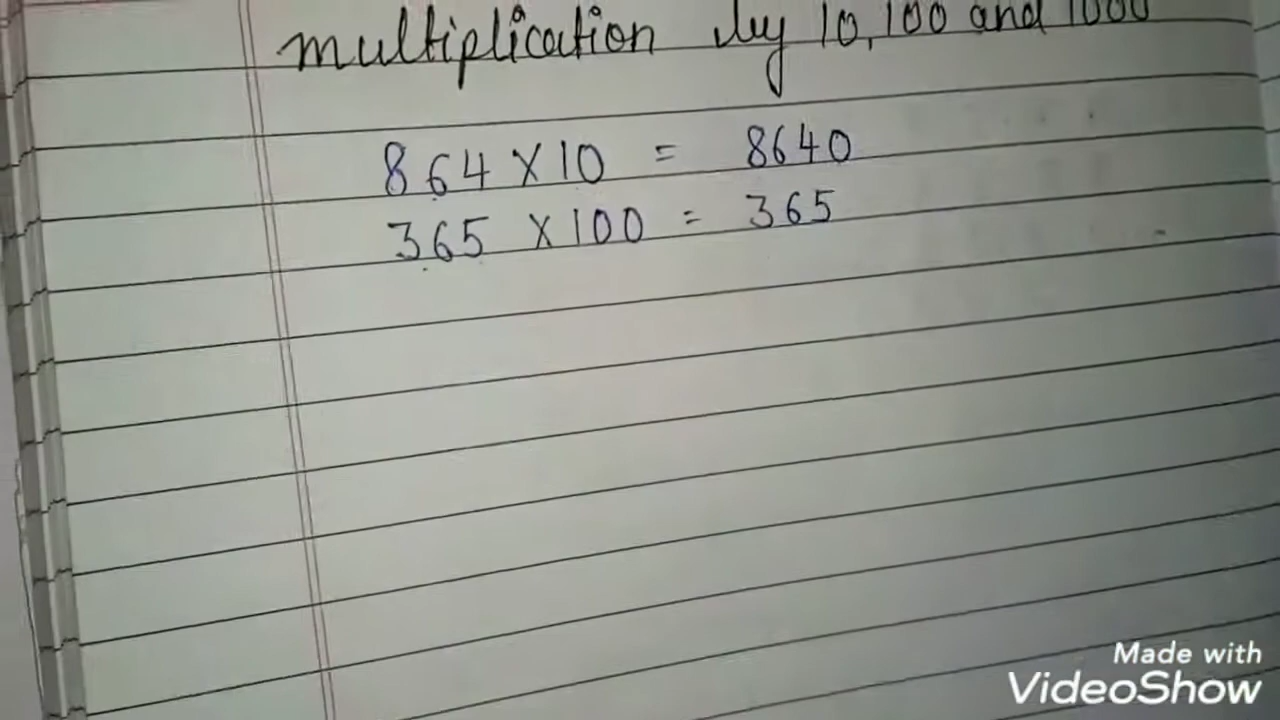 multiplication by 10, 100 and 1000
864 X 10 = 8640
365 X 100 = 365
Made with
VideoShow